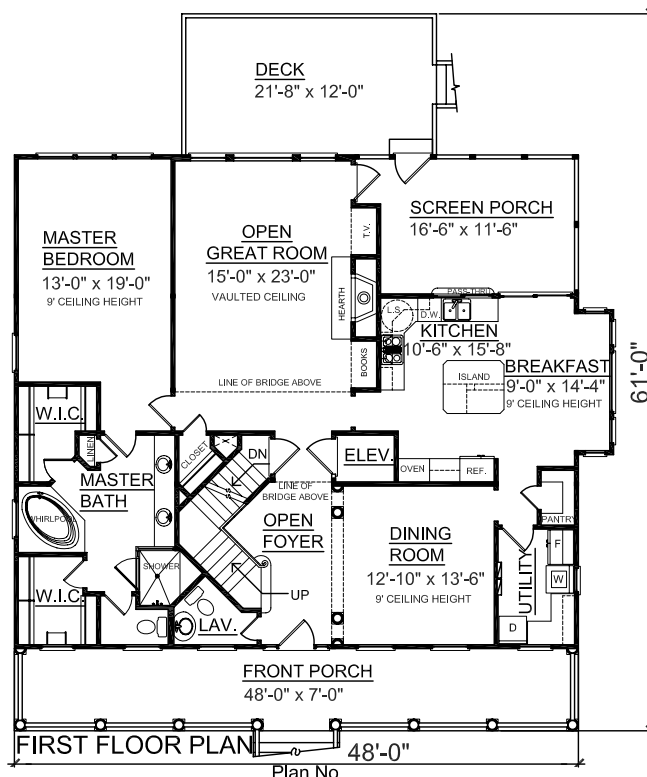 DECK
21'-8" x 12'-0"
SCREEN PORCH
16'-6" x 11'-6"
MASTER
BEDROOM
13'-0" x 19'-0"
9' CEILING HEIGHT
OPEN
GREAT ROOM
15'-0" x 23'-0"
VAULTED CEILING
T.V.
HEARTH
BOOKS
PASS-THRU
L.S.
D.W.
KITCHEN
10'-6" x 15'-8"
BREAKFAST
9'-0" x 14'-4"
9' CEILING HEIGHT
ISLAND
61'-0"
LINE OF BRIDGE ABOVE
W.I.C.
LINEN
CLOSET
DN
ELEV.
OVEN
REF.
MASTER
BATH
LINE OF
BRIDGE ABOVE
WHIRLPOOL
OPEN
FOYER
DINING
ROOM
12'-10" x 13'-6"
9' CEILING HEIGHT
PANTRY
F
W
D
UTILITY
SHOWER
UP
W.I.C.
LAV.
FRONT PORCH
48'-0" x 7'-0"
FIRST FLOOR PLAN
48'-0"
Plan No